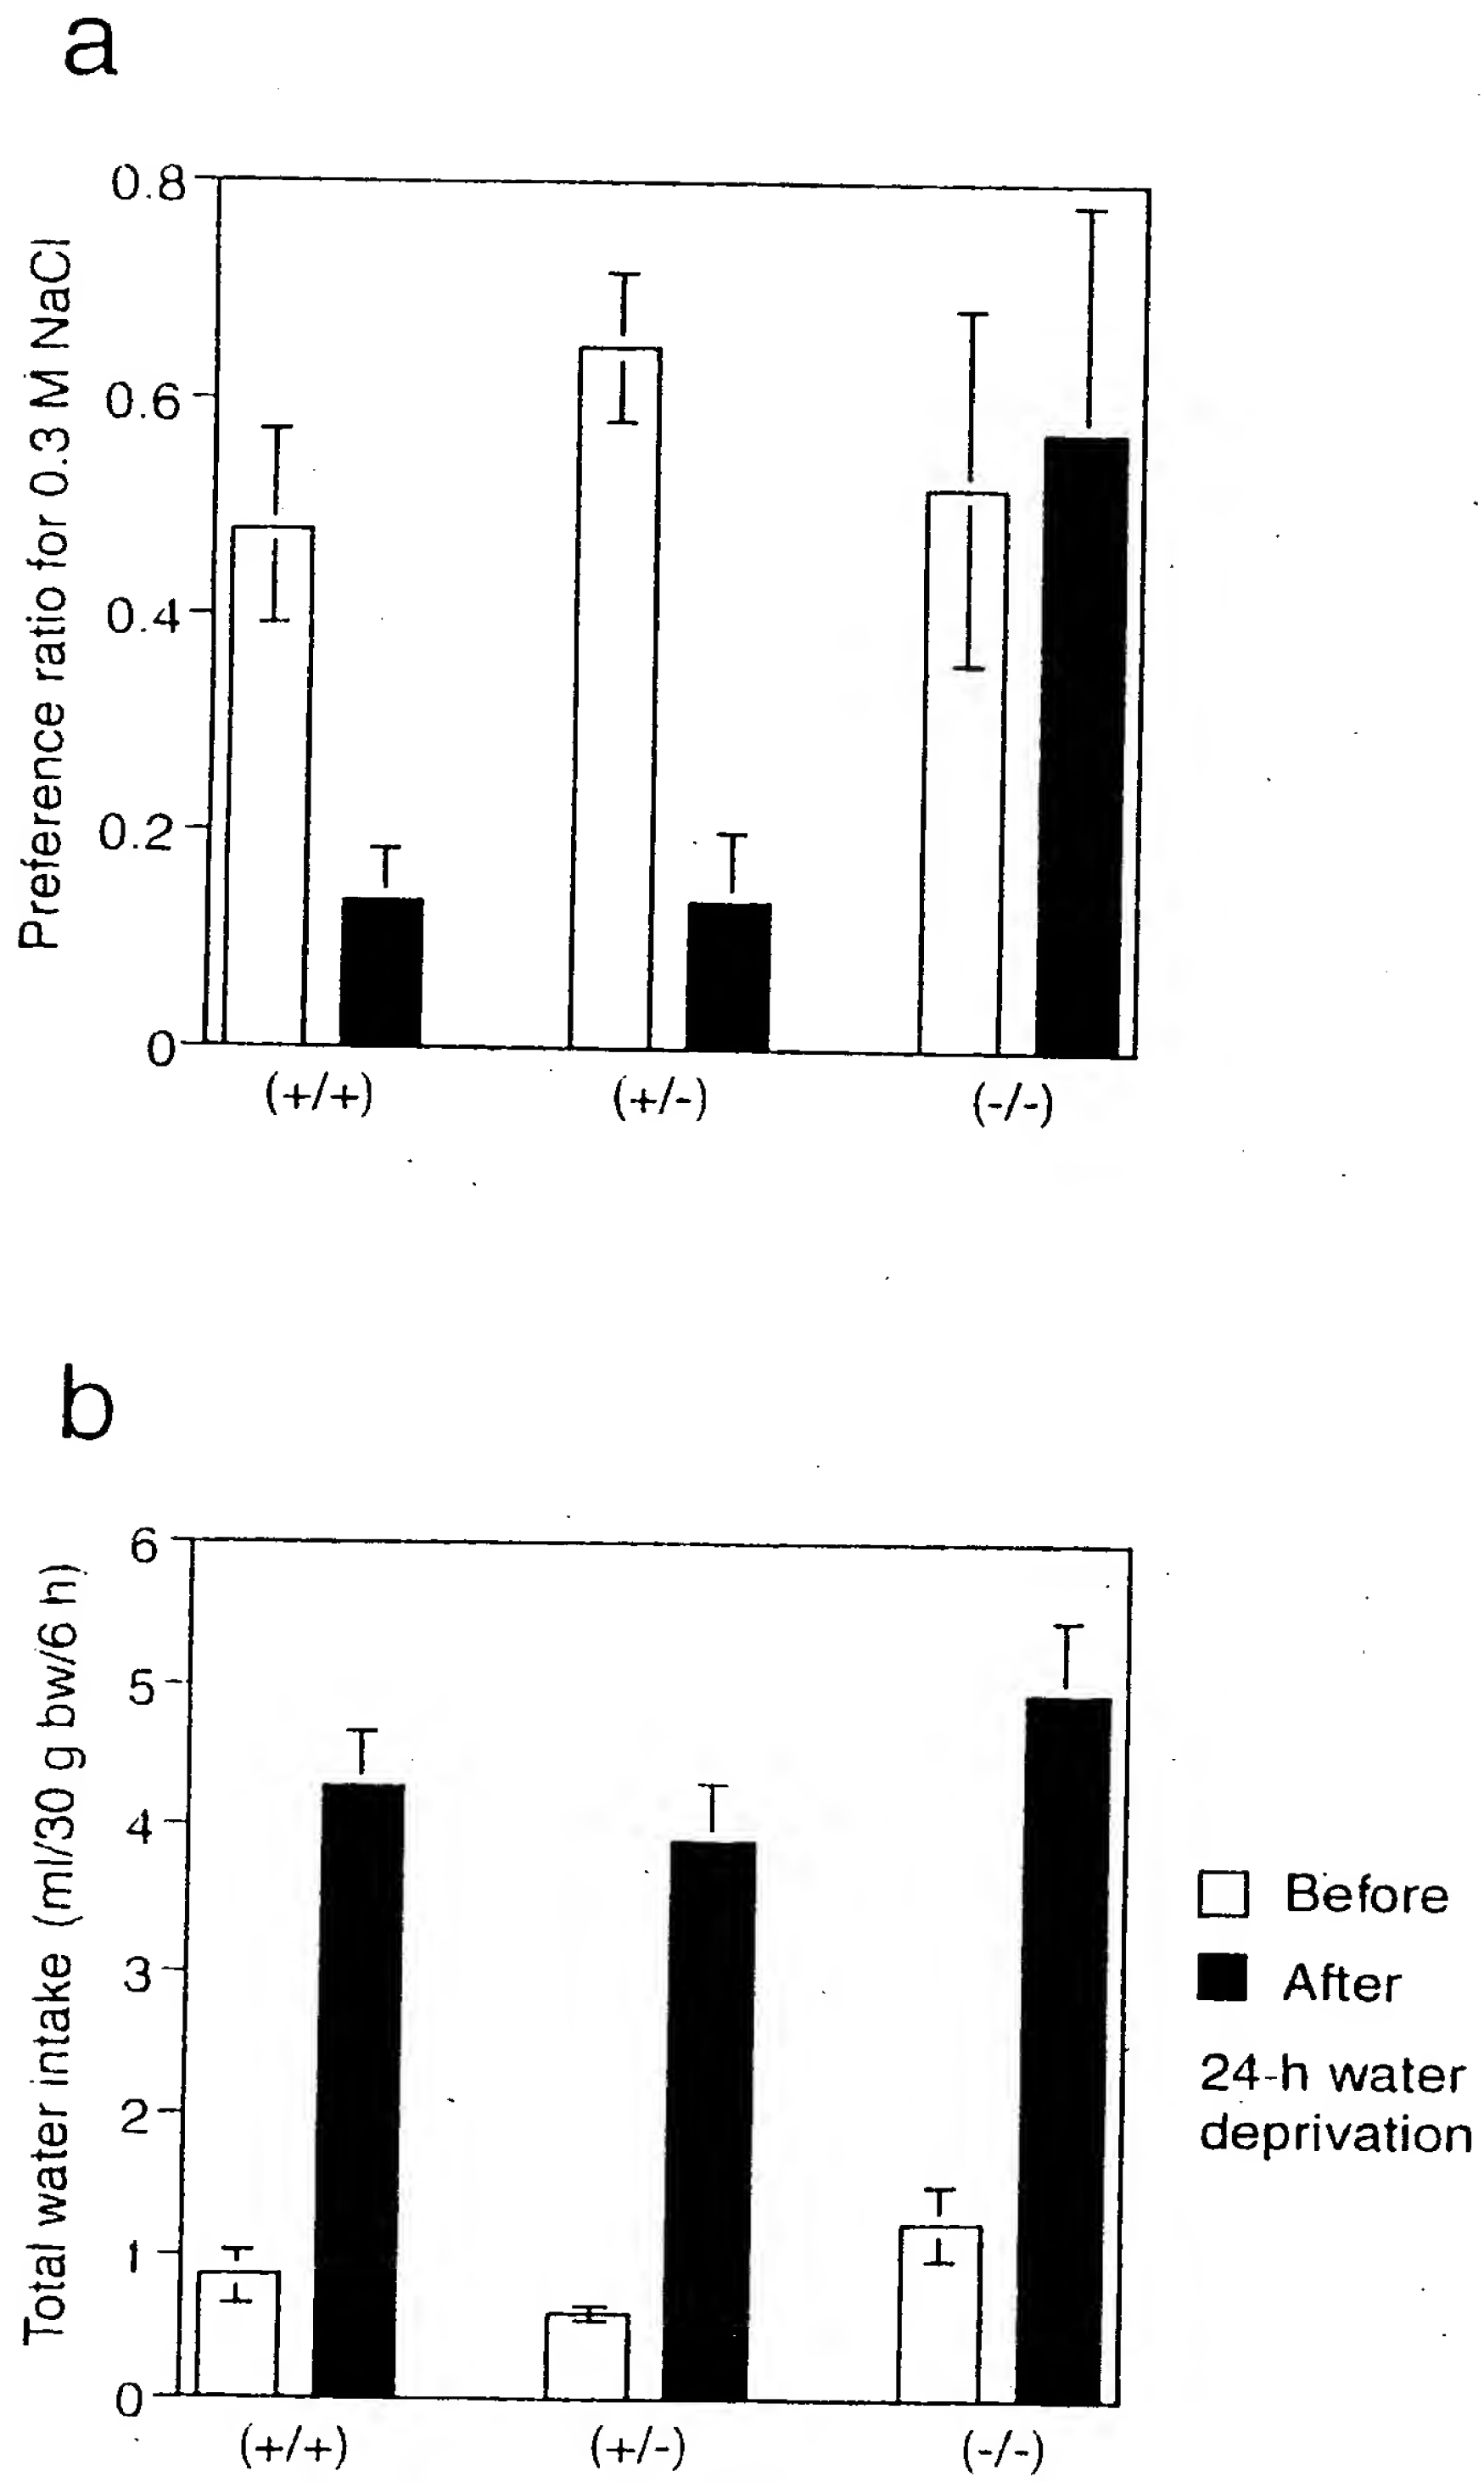 a
Preference ratio for 0.3 M NaCl
0.8
0.6
0.4
0.2
0
(+/+)
(+/-)
(-/-)
b
Total water intake (ml/30 g bw/6 h)
6
5
4
3
2
1
0
(+/+)
(+/-)
(-/-)
Before
After
24-h water
deprivation